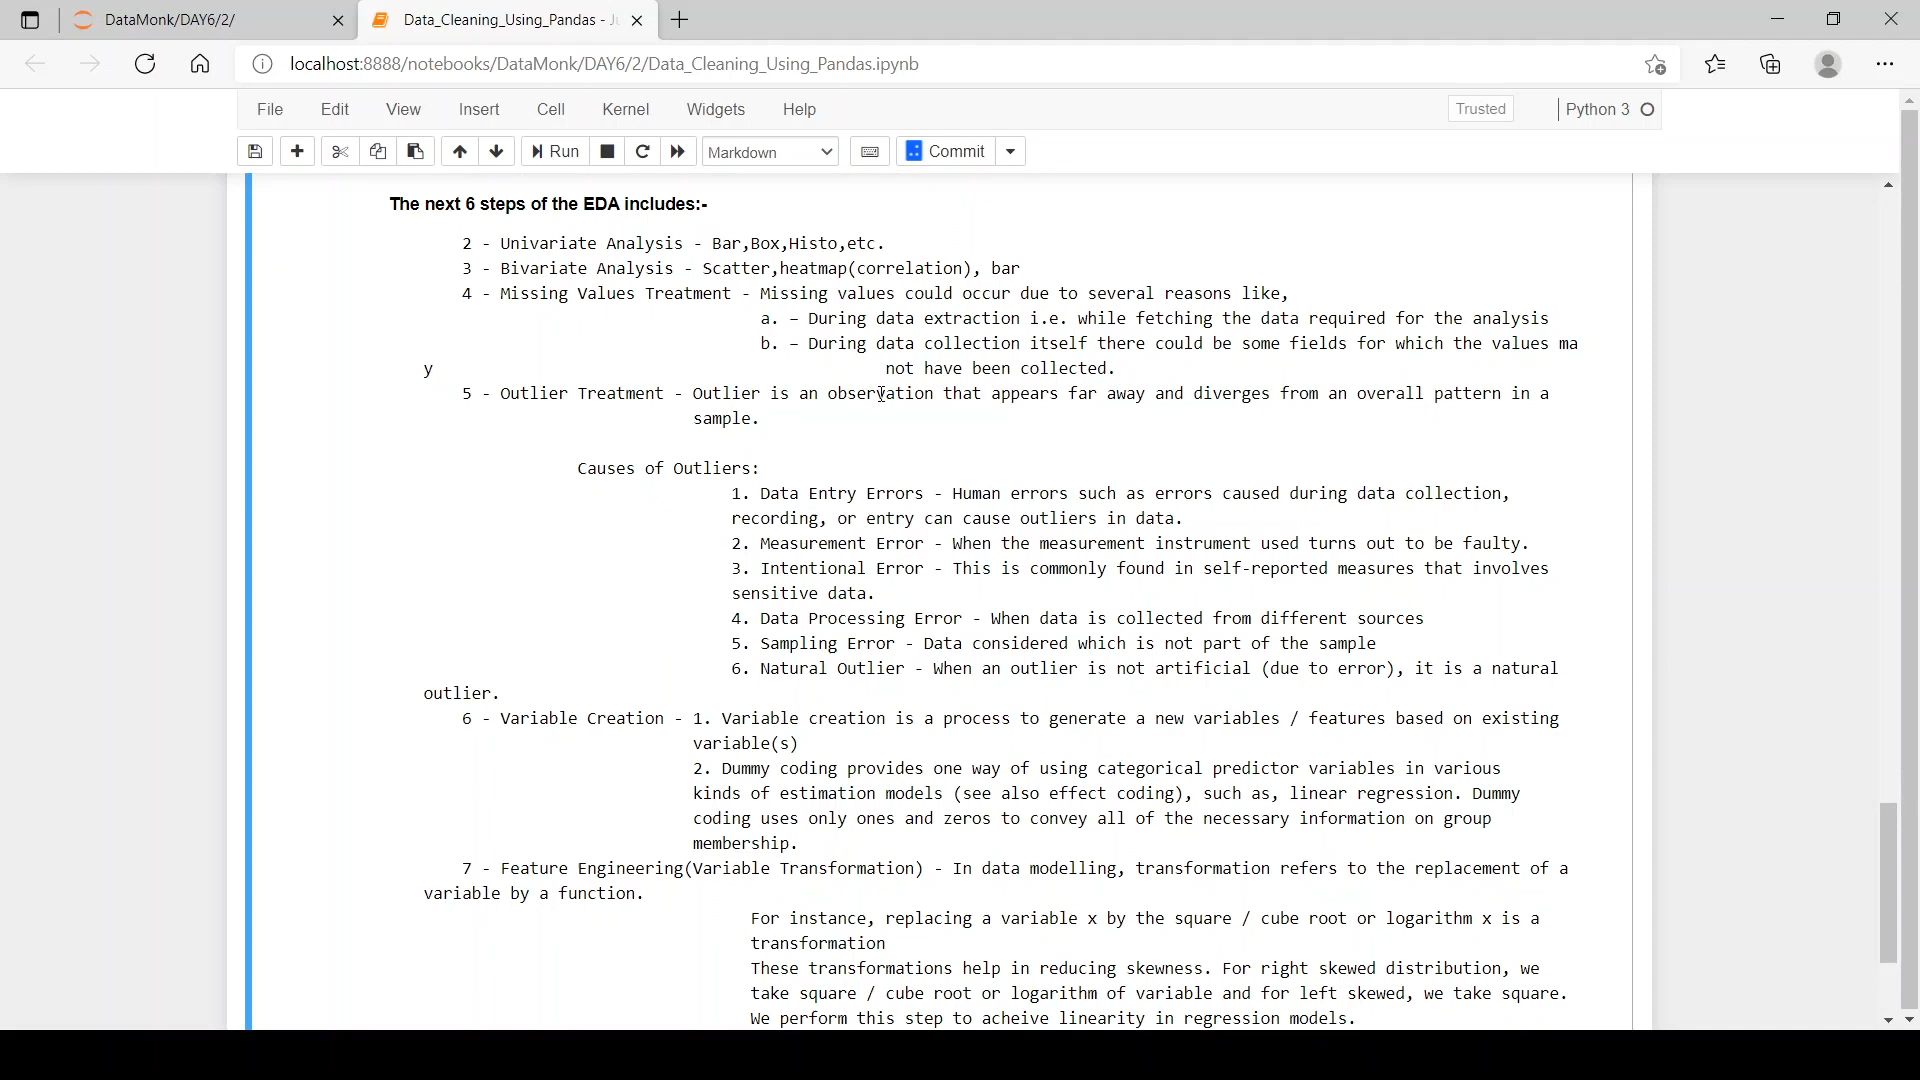 DataMonk/DAY6/2/
Data_Cleaning_Using_Pandas - Ju
localhost:8888/notebooks/DataMonk/DAY6/2/Data_Cleaning_Using_Pandas.ipynb
File Edit View Insert Cell Kernel Widgets Help Trusted Python 3
Run Markdown Commit
The next 6 steps of the EDA includes:-
2 - Univariate Analysis - Bar,Box,Histo,etc.
3 - Bivariate Analysis - Scatter,heatmap(correlation), bar
4 - Missing Values Treatment - Missing values could occur due to several reasons like,
a. – During data extraction i.e. while fetching the data required for the analysis
b. – During data collection itself there could be some fields for which the values ma
y not have been collected.
5 - Outlier Treatment - Outlier is an observation that appears far away and diverges from an overall pattern in a
sample.
Causes of Outliers:
1. Data Entry Errors - Human errors such as errors caused during data collection,
recording, or entry can cause outliers in data.
2. Measurement Error - When the measurement instrument used turns out to be faulty.
3. Intentional Error - This is commonly found in self-reported measures that involves
sensitive data.
4. Data Processing Error - When data is collected from different sources
5. Sampling Error - Data considered which is not part of the sample
6. Natural Outlier - When an outlier is not artificial (due to error), it is a natural
outlier.
6 - Variable Creation - 1. Variable creation is a process to generate a new variables / features based on existing
variable(s)
2. Dummy coding provides one way of using categorical predictor variables in various
kinds of estimation models (see also effect coding), such as, linear regression. Dummy
coding uses only ones and zeros to convey all of the necessary information on group
membership.
7 - Feature Engineering(Variable Transformation) - In data modelling, transformation refers to the replacement of a
variable by a function.
For instance, replacing a variable x by the square / cube root or logarithm x is a
transformation
These transformations help in reducing skewness. For right skewed distribution, we
take square / cube root or logarithm of variable and for left skewed, we take square.
We perform this step to acheive linearity in regression models.